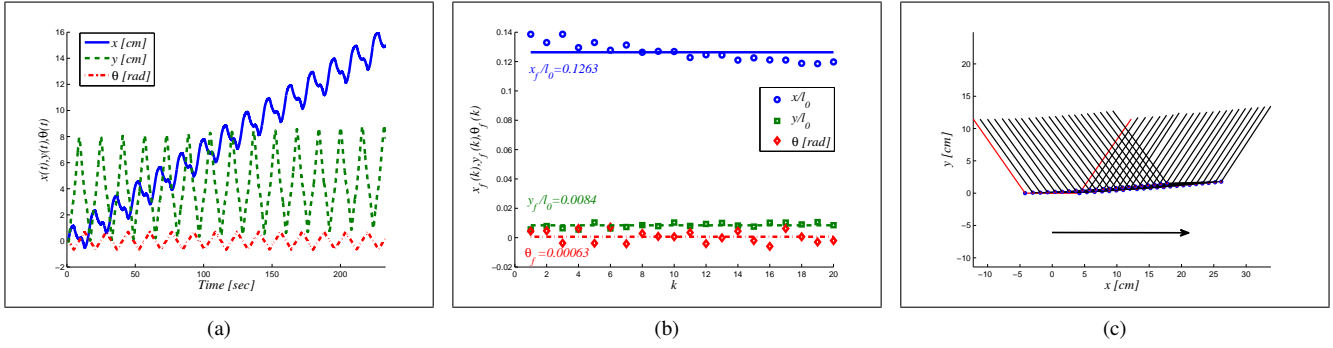 16
14
12
10
8
6
4
2
0
−2
0
50
100
150
200
x(t),y(t),θ(t)
Time [sec]
x [cm]
y [cm]
θ [rad]
(a)
0.14
0.12
0.1
0.08
0.06
0.04
0.02
0
−0.02
0
2
4
6
8
10
12
14
16
18
20
x_f(k),y_f(k),θ_f(k)
k
x_f/l_0=0.1263
y_f/l_0=0.0084
θ_f=0.00063
x/l_0
y/l_0
θ [rad]
(b)
20
15
10
5
0
−5
−10
−10
−5
0
5
10
15
20
25
30
y [cm]
x [cm]
(c)